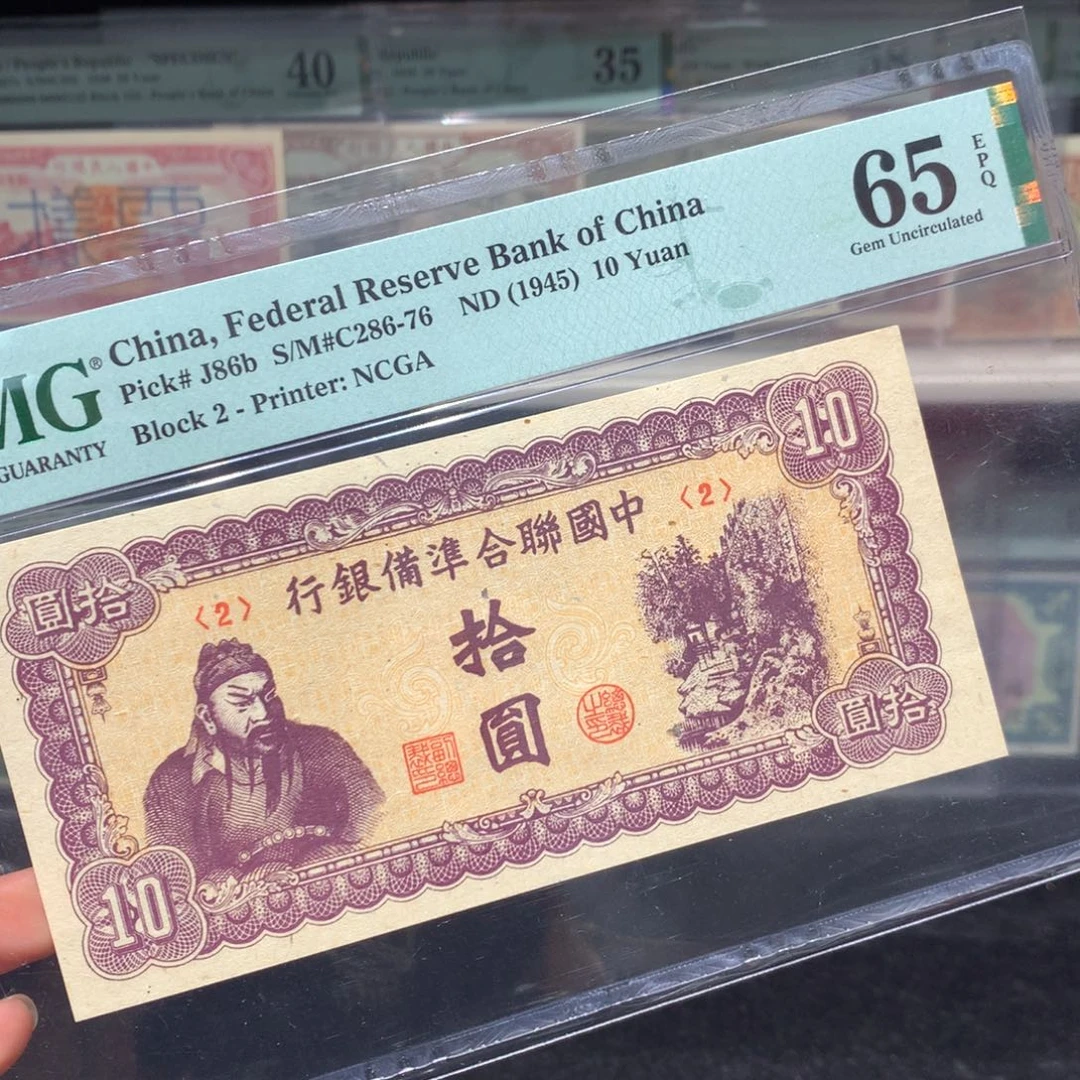 40
35
China, Federal Reserve Bank of China
Pick# J86b S/M#C286-76 ND (1945) 10 Yuan
Block 2 - Printer: NCGA
65
EPQ
Gem Uncirculated
MG®
GUARANTY
10
〈2〉
行銀備準合聯國中
圓拾
〈2〉
拾
圓
圓拾
10